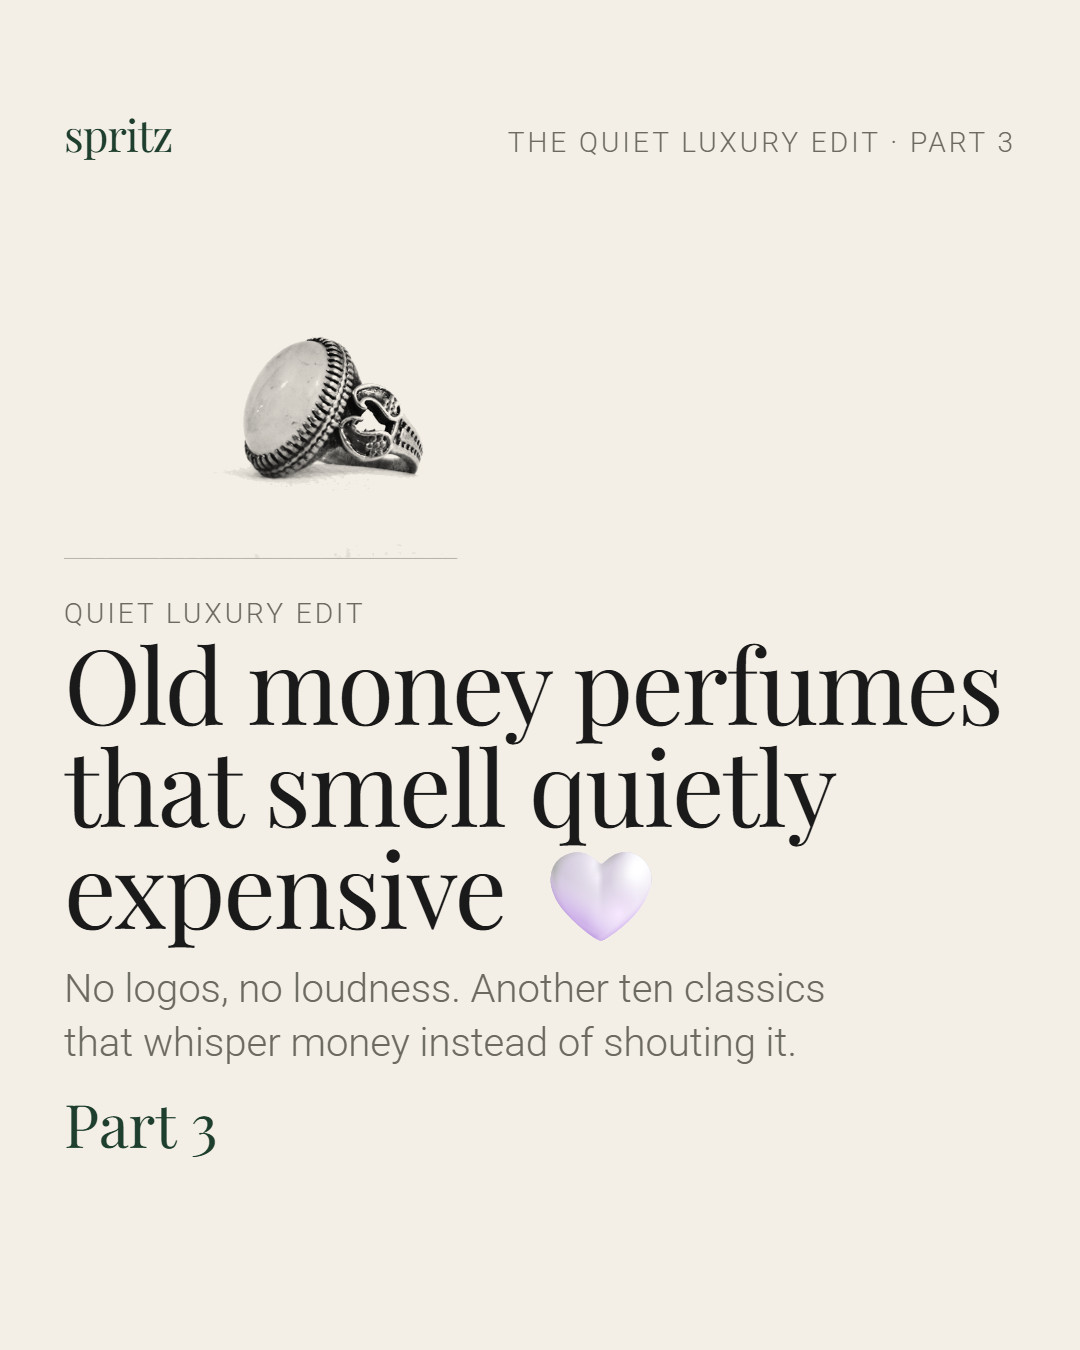 spritz
THE QUIET LUXURY EDIT · PART 3
QUIET LUXURY EDIT
Old money perfumes
that smell quietly
expensive 🤍
No logos, no loudness. Another ten classics
that whisper money instead of shouting it.
Part 3